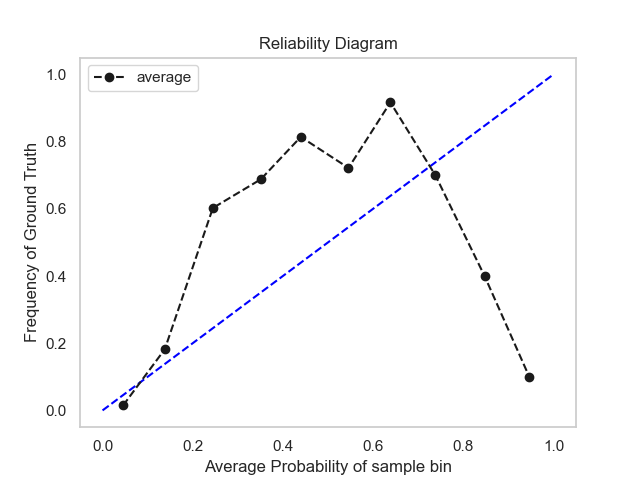 Reliability Diagram
average
1.0
0.8
0.6
0.4
0.2
0.0
Frequency of Ground Truth
0.0 0.2 0.4 0.6 0.8 1.0
Average Probability of sample bin